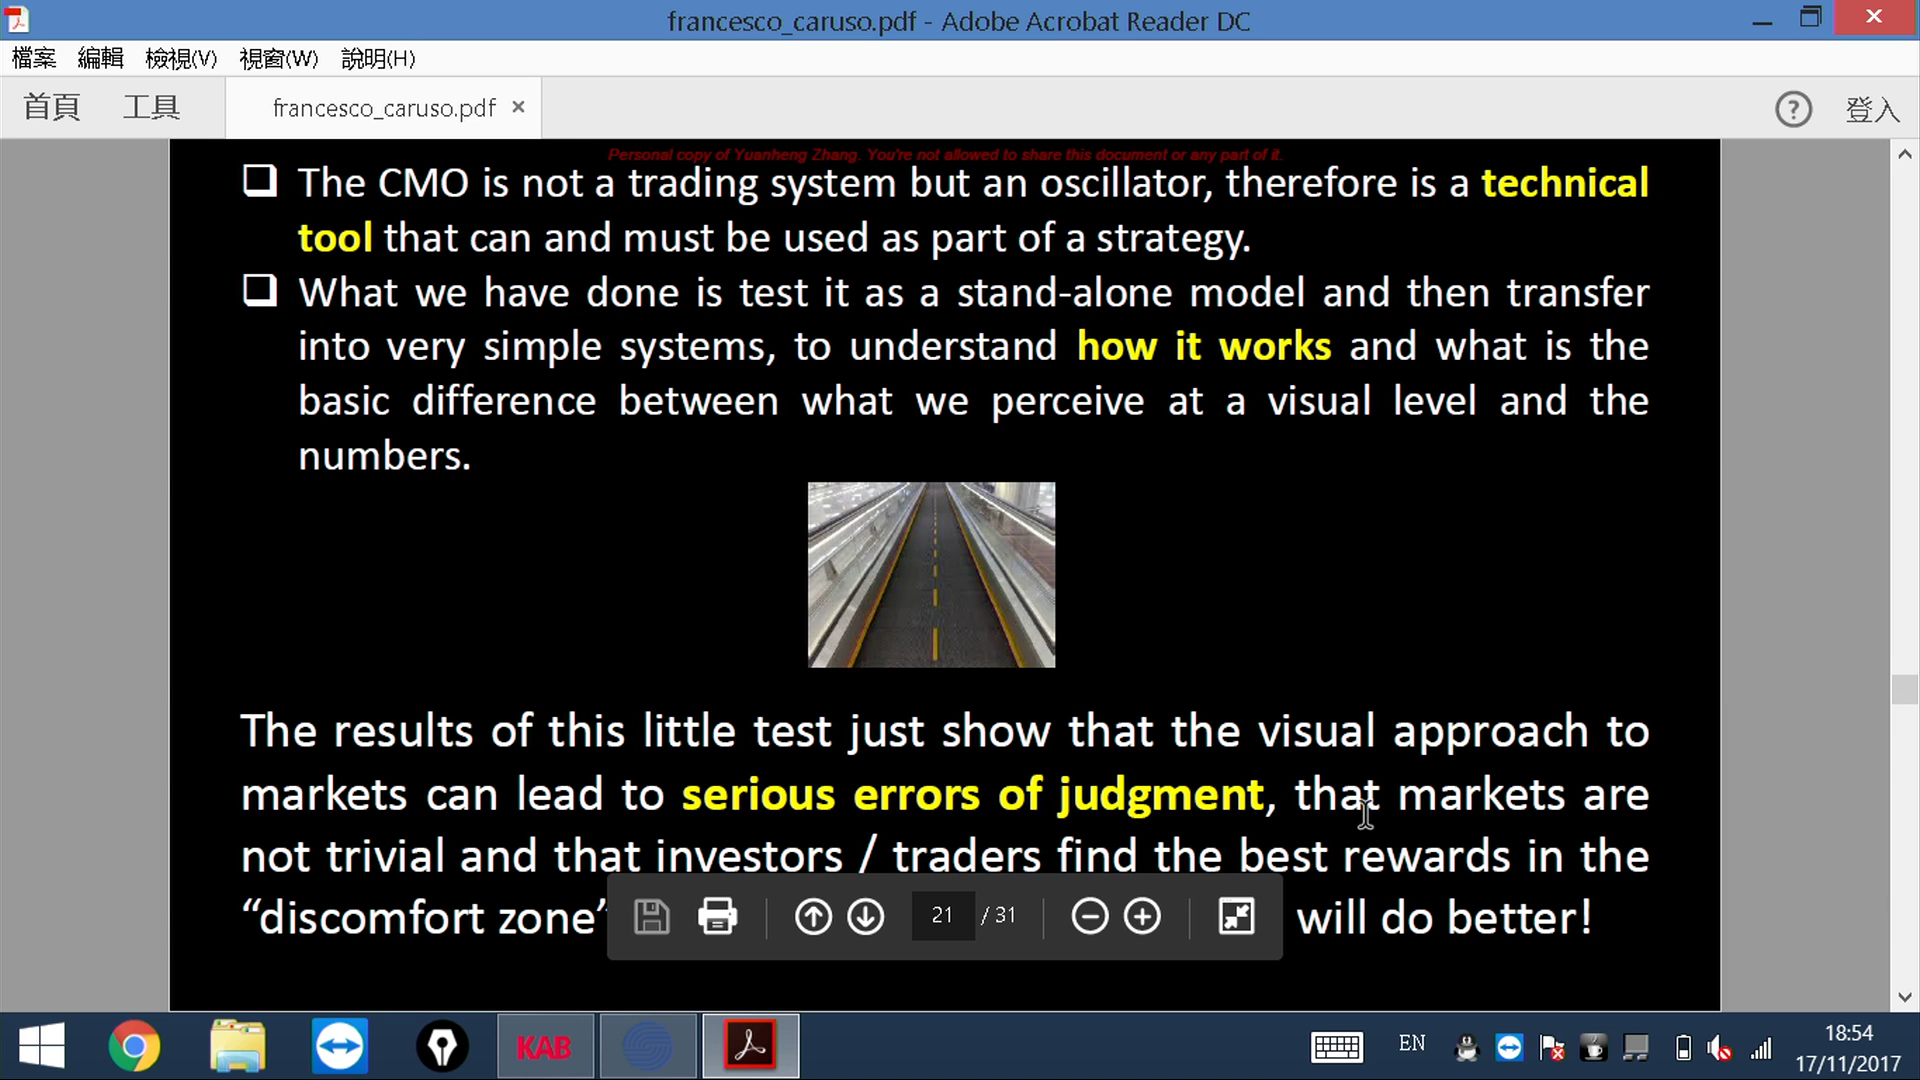 francesco_caruso.pdf - Adobe Acrobat Reader DC
檔案 編輯 檢視(V) 視窗(W) 說明(H)
首頁 工具 francesco_caruso.pdf × ? 登入
Personal copy of Yuanheng Zhang. You're not allowed to share this document or any part of it.
The CMO is not a trading system but an oscillator, therefore is a technical
tool that can and must be used as part of a strategy.
What we have done is test it as a stand-alone model and then transfer
into very simple systems, to understand how it works and what is the
basic difference between what we perceive at a visual level and the
numbers.
The results of this little test just show that the visual approach to
markets can lead to serious errors of judgment, that markets are
not trivial and that investors / traders find the best rewards in the
“discomfort zone” will do better!
21 / 31
KAB
EN
18:54
17/11/2017